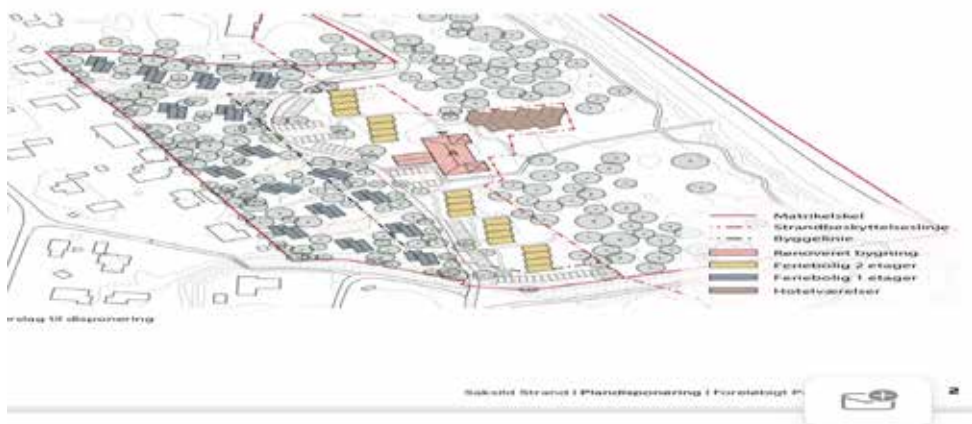 Matrikelskel
Strandbeskyttelseslinje
Byggelinie
Renoveret bygning
Feriebolig 2 etager
Feriebolig 1 etager
Hotelværelser
rslag til disponering
Saksild Strand I Plandisponering I Foreløbigt P
2